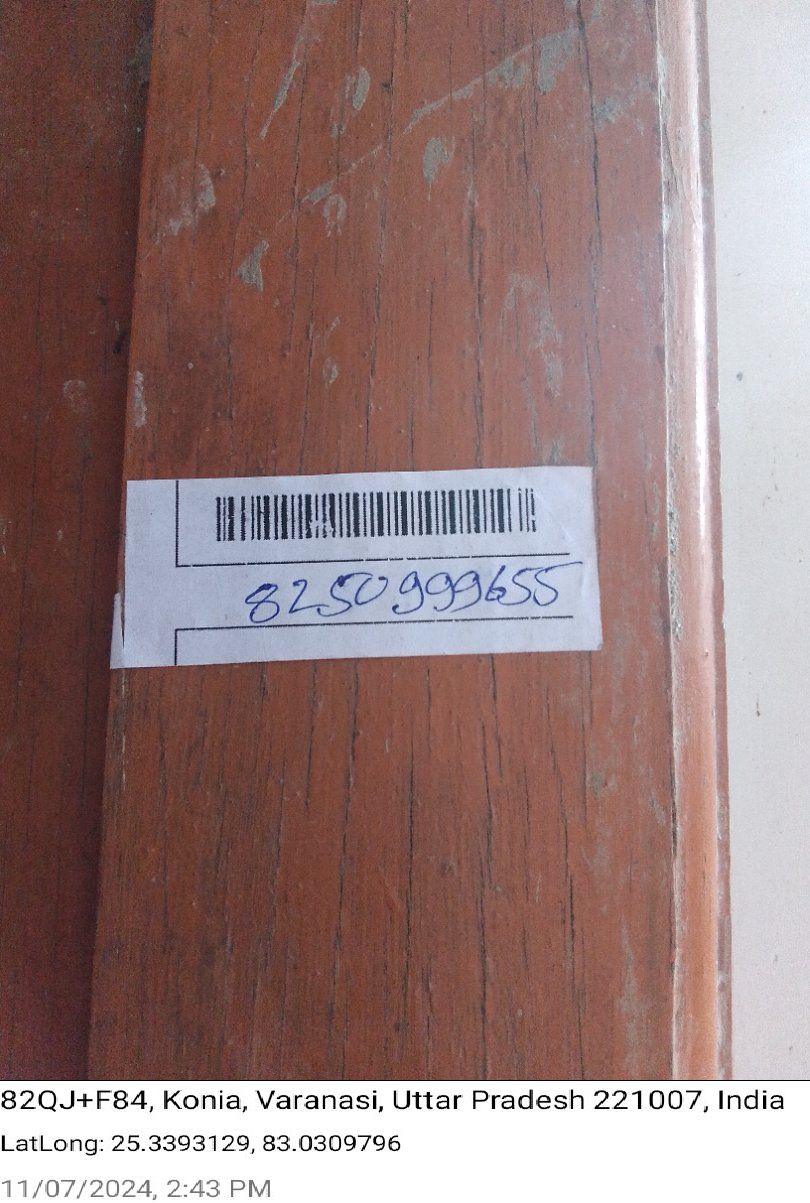 8250999655
82QJ+F84, Konia, Varanasi, Uttar Pradesh 221007, India
LatLong: 25.3393129, 83.0309796
11/07/2024, 2:43 PM